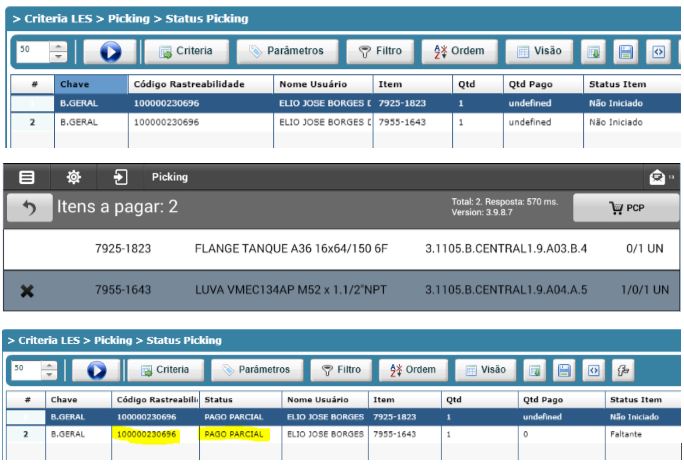 > Criteria LES > Picking > Status Picking
50 Criteria Parâmetros Filtro Ordem Visão
# Chave Código Rastreabilidade Nome Usuário Item Qtd Qtd Pago Status Item
B.GERAL 100000230696 ELIO JOSE BORGES 7925-1823 1 undefined Não Iniciado
2 B.GERAL 100000230696 ELIO JOSE BORGES 7955-1643 1 undefined Não Iniciado
Picking
Itens a pagar: 2
Total: 2. Resposta: 570 ms.
Version: 3.9.8.7
PCP
7925-1823 FLANGE TANQUE A36 16x64/150 6F 3.1105.B.CENTRAL1.9.A03.B.4 0/1 UN
7955-1643 LUVA VMEC134AP M52 x 1.1/2"NPT 3.1105.B.CENTRAL1.9.A04.A.5 1/0/1 UN
> Criteria LES > Picking > Status Picking
50 Criteria Parâmetros Filtro Ordem Visão
# Chave Código Rastreabili Status Nome Usuário Item Qtd Qtd Pago Status Item
B.GERAL 100000230696 PAGO PARCIAL ELIO JOSE BORGES 7925-1823 1 undefined Não Iniciado
2 B.GERAL 100000230696 PAGO PARCIAL ELIO JOSE BORGES 7955-1643 1 0 Faltante